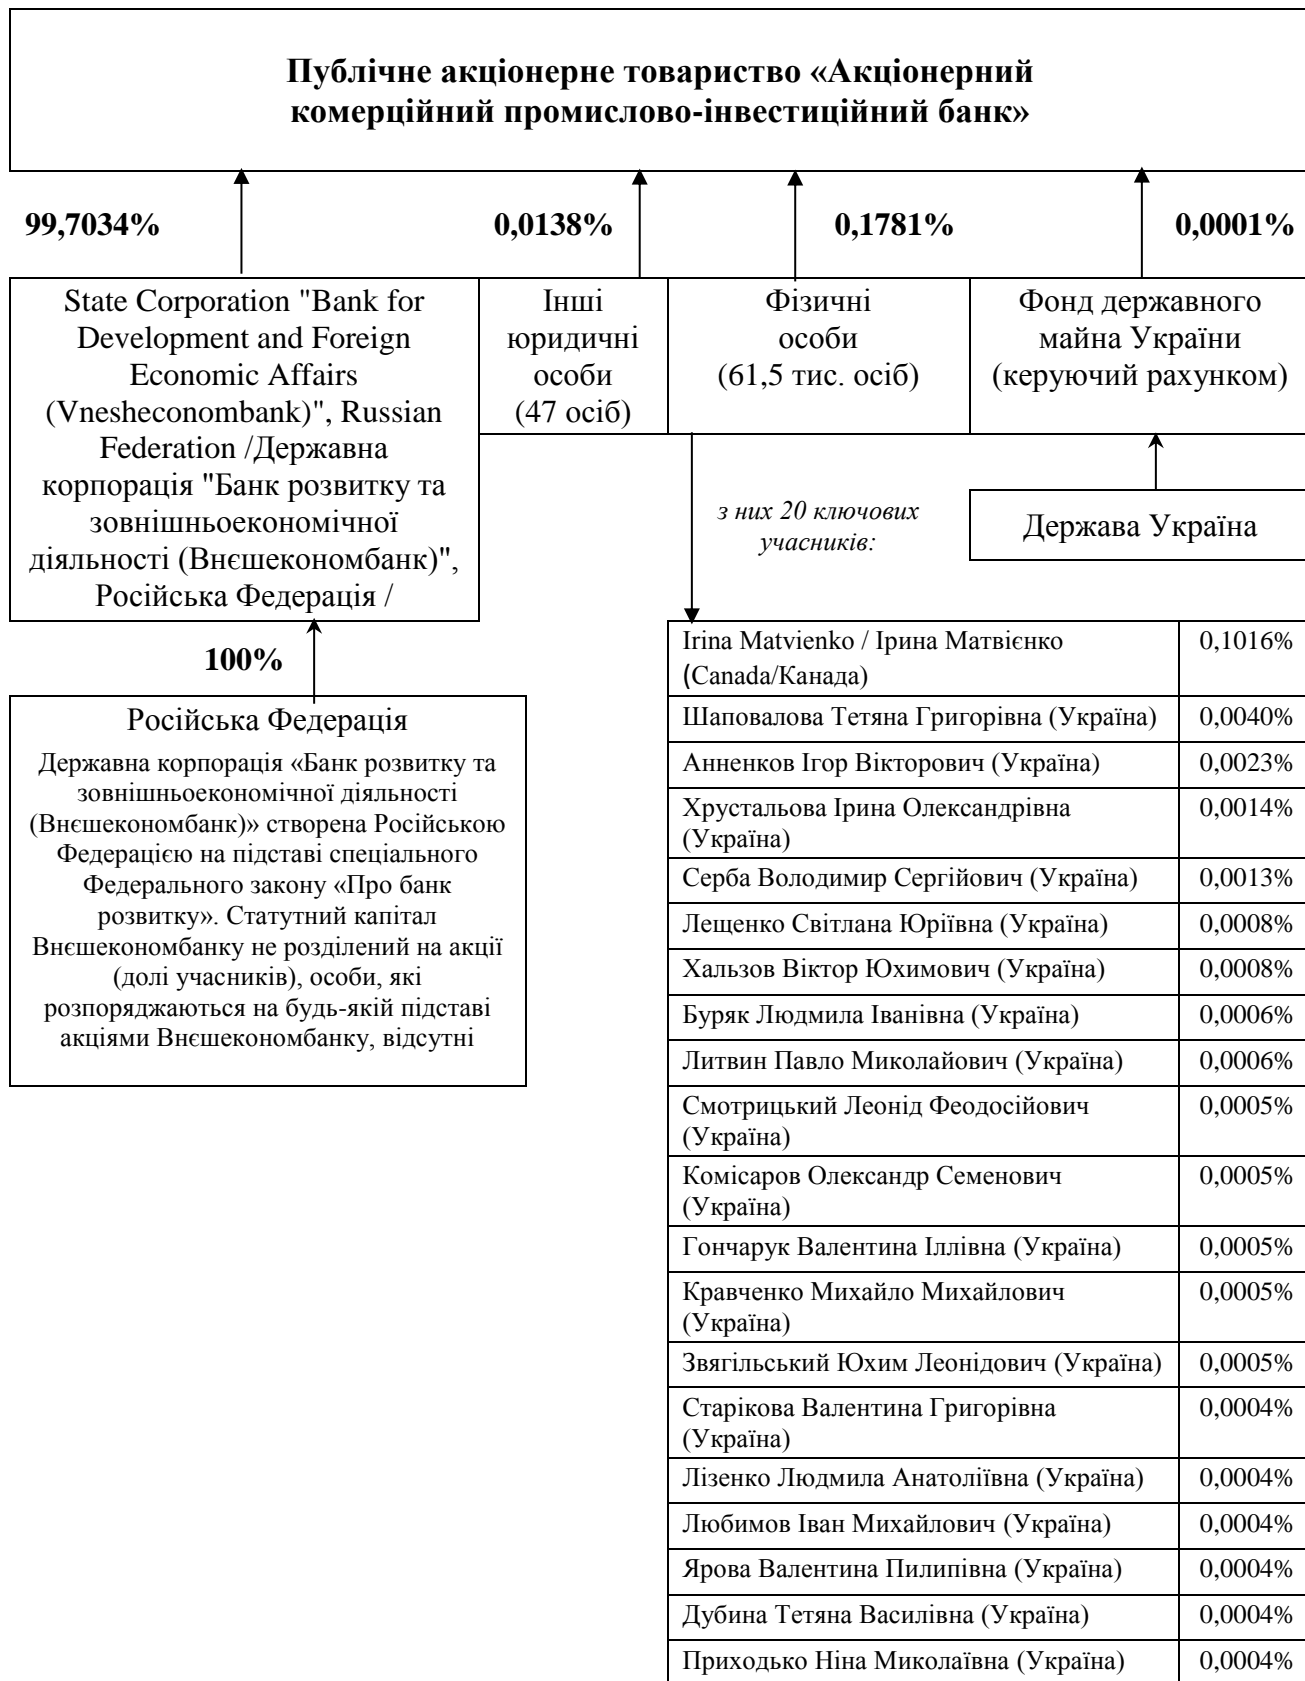 Публічне акціонерне товариство «Акціонерний
комерційний промислово-інвестиційний банк»
99,7034%
0,0138%
0,1781%
0,0001%
State Corporation "Bank for
Development and Foreign
Economic Affairs
(Vnesheconombank)", Russian
Federation /Державна
корпорація "Банк розвитку та
зовнішньоекономічної
діяльності (Внєшекономбанк)",
Російська Федерація /
Інші
юридичні
особи
(47 осіб)
Фізичні
особи
(61,5 тис. осіб)
Фонд державного
майна України
(керуючий рахунком)
з них 20 ключових
учасників:
Держава Україна
100%
Російська Федерація
Державна корпорація «Банк розвитку та
зовнішньоекономічної діяльності
(Внєшекономбанк)» створена Російською
Федерацією на підставі спеціального
Федерального закону «Про банк
розвитку». Статутний капітал
Внєшекономбанку не розділений на акції
(долі учасників), особи, які
розпоряджаються на будь-якій підставі
акціями Внєшекономбанку, відсутні
Irina Matvienko / Ірина Матвієнко 0,1016%
(Canada/Канада)
Шаповалова Тетяна Григорівна (Україна) 0,0040%
Анненков Ігор Вікторович (Україна) 0,0023%
Хрустальова Ірина Олександрівна 0,0014%
(Україна)
Серба Володимир Сергійович (Україна) 0,0013%
Лещенко Світлана Юріївна (Україна) 0,0008%
Хальзов Віктор Юхимович (Україна) 0,0008%
Буряк Людмила Іванівна (Україна) 0,0006%
Литвин Павло Миколайович (Україна) 0,0006%
Смотрицький Леонід Феодосійович 0,0005%
(Україна)
Комісаров Олександр Семенович 0,0005%
(Україна)
Гончарук Валентина Іллівна (Україна) 0,0005%
Кравченко Михайло Михайлович 0,0005%
(Україна)
Звягільський Юхим Леонідович (Україна) 0,0005%
Старікова Валентина Григорівна 0,0004%
(Україна)
Лізенко Людмила Анатоліївна (Україна) 0,0004%
Любимов Іван Михайлович (Україна) 0,0004%
Ярова Валентина Пилипівна (Україна) 0,0004%
Дубина Тетяна Василівна (Україна) 0,0004%
Приходько Ніна Миколаївна (Україна) 0,0004%